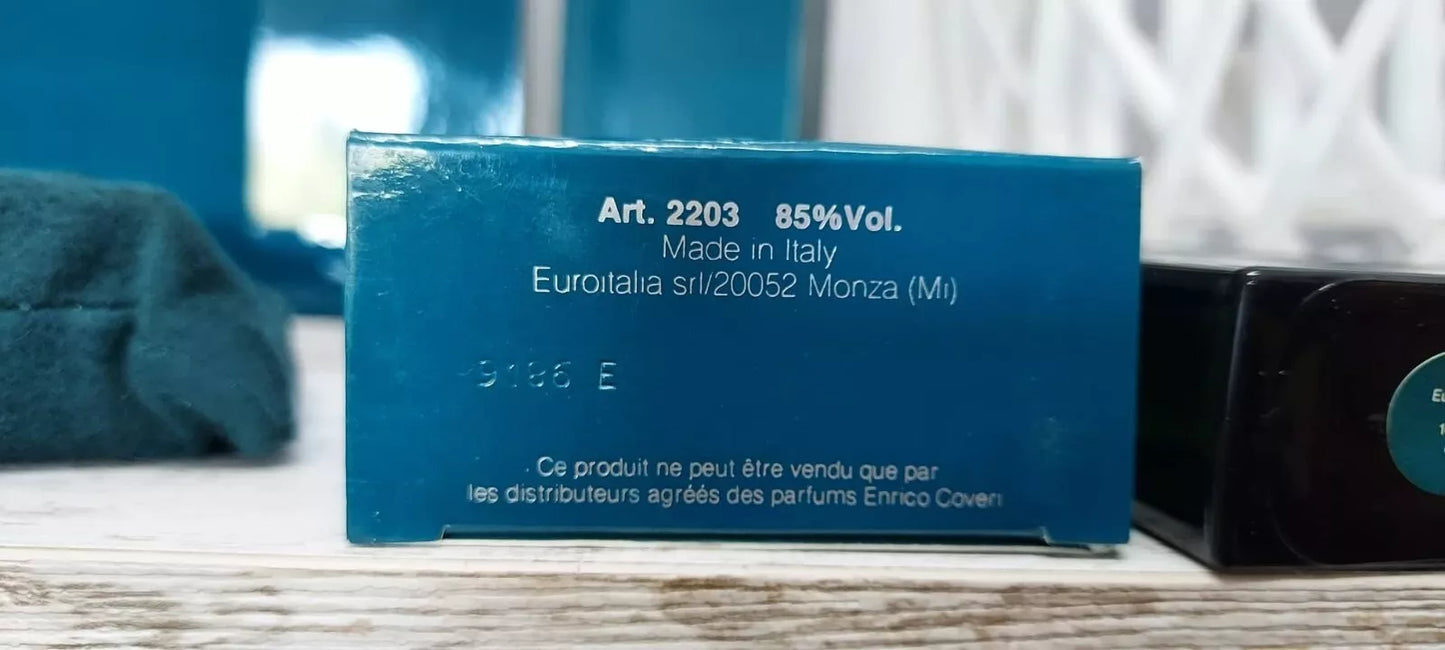 Art. 2203 85%Vol.
Made in Italy
Euroitalia srl/20052 Monza (Mi)
9186 E
Ce produit ne peut être vendu que par
les distributeurs agréés des parfums Enrico Coveri